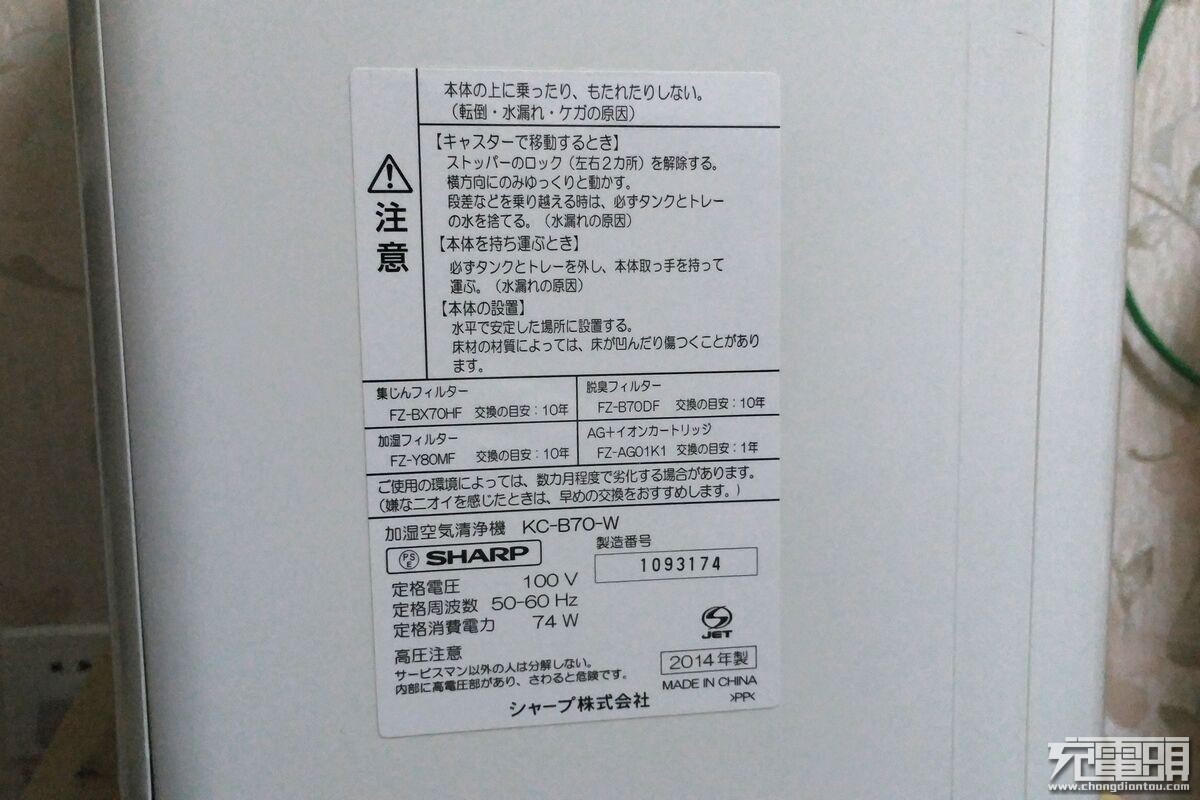 注意
本体の上に乗ったり、もたれたりしない。
（転倒・水漏れ・ケガの原因）
【キャスターで移動するとき】
ストッパーのロック（左右2カ所）を解除する。
横方向にのみゆっくりと動かす。
段差などを乗り越える時は、必ずタンクとトレー
の水を捨てる。（水漏れの原因）
【本体を持ち運ぶとき】
必ずタンクとトレーを外し、本体取っ手を持って
運ぶ。（水漏れの原因）
【本体の設置】
水平で安定した場所に設置する。
床材の材質によっては、床が凹んだり傷つくことがあり
ます。
集じんフィルター
FZ-BX70HF 交換の目安：10年
脱臭フィルター
FZ-B70DF 交換の目安：10年
加湿フィルター
FZ-Y80MF 交換の目安：10年
AG+イオンカートリッジ
FZ-AG01K1 交換の目安：1年
ご使用の環境によっては、数カ月程度で劣化する場合があります。
（嫌なニオイを感じたときは、早めの交換をおすすめします。）
加湿空気清浄機 KC-B70-W
PSE SHARP
製造番号
1093174
定格電圧 100 V
定格周波数 50-60 Hz
定格消費電力 74 W
JET
高圧注意
サービスマン以外の人は分解しない。
内部に高電圧部があり、さわると危険です。
2014年製
MADE IN CHINA
>PP<
シャープ株式会社
充電頭
www.chongdiantou.com